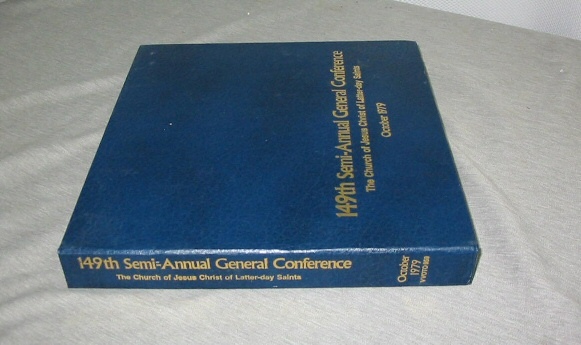 149th Semi-Annual General Conference
The Church of Jesus Christ of Latter-day Saints
October 1979
149th Semi-Annual General Conference
The Church of Jesus Christ of Latter-day Saints
October
1979